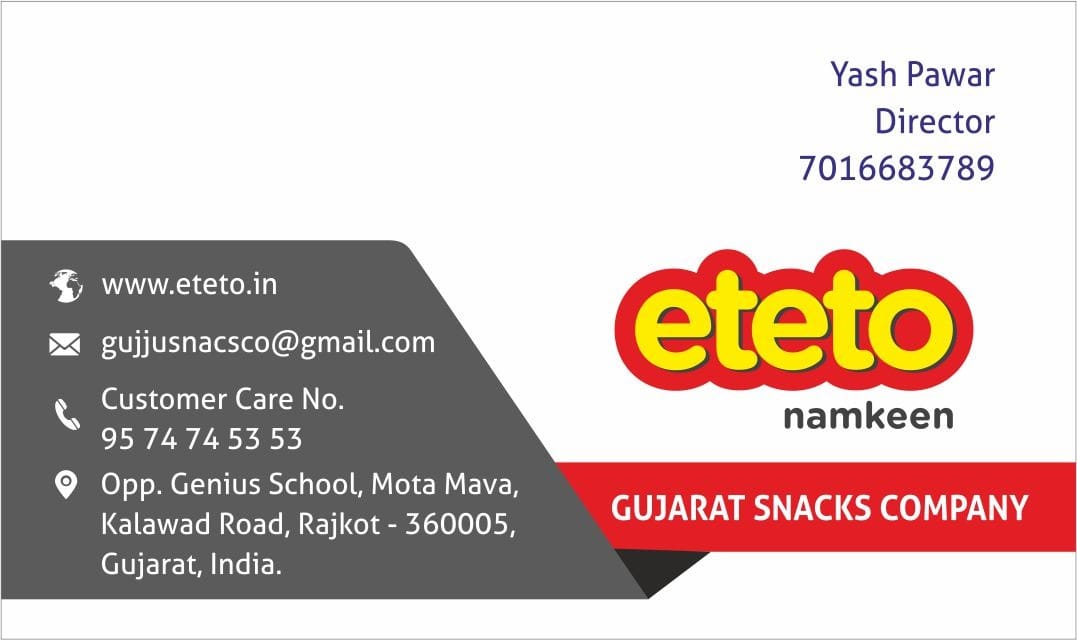 Yash Pawar
Director
7016683789
www.eteto.in
gujjusnacsco@gmail.com
Customer Care No.
95 74 74 53 53
Opp. Genius School, Mota Mava,
Kalawad Road, Rajkot - 360005,
Gujarat, India.
eteto
namkeen
GUJARAT SNACKS COMPANY